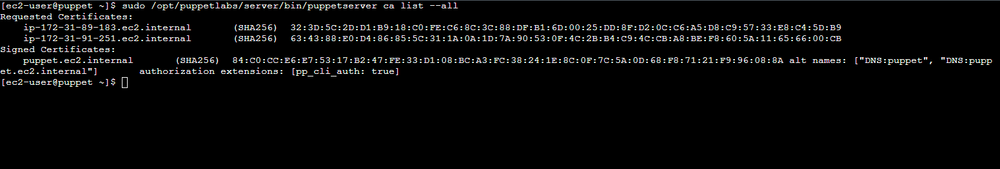 [ec2-user@puppet ~]$ sudo /opt/puppetlabs/server/bin/puppetserver ca list --all
Requested Certificates:
    ip-172-31-89-183.ec2.internal       (SHA256)  32:3D:5C:2D:D1:B9:18:C0:FE:C6:8C:3C:88:DF:B1:6D:00:25:DD:8F:D2:0C:C6:A5:D8:C9:57:33:E8:C4:5D:B9
    ip-172-31-91-251.ec2.internal       (SHA256)  63:43:88:E0:D4:86:85:5C:31:1A:0A:1D:7A:90:53:0F:4C:2B:B4:C9:4C:CB:A8:BE:F8:60:5A:11:65:66:00:CB
Signed Certificates:
    puppet.ec2.internal       (SHA256)  84:C0:CC:E6:E7:53:17:B2:47:FE:33:D1:08:BC:A3:FC:38:24:1E:8C:0F:7C:5A:0D:68:F8:71:21:F9:96:08:8A alt names: ["DNS:puppet", "DNS:pupp
et.ec2.internal"]       authorization extensions: [pp_cli_auth: true]
[ec2-user@puppet ~]$